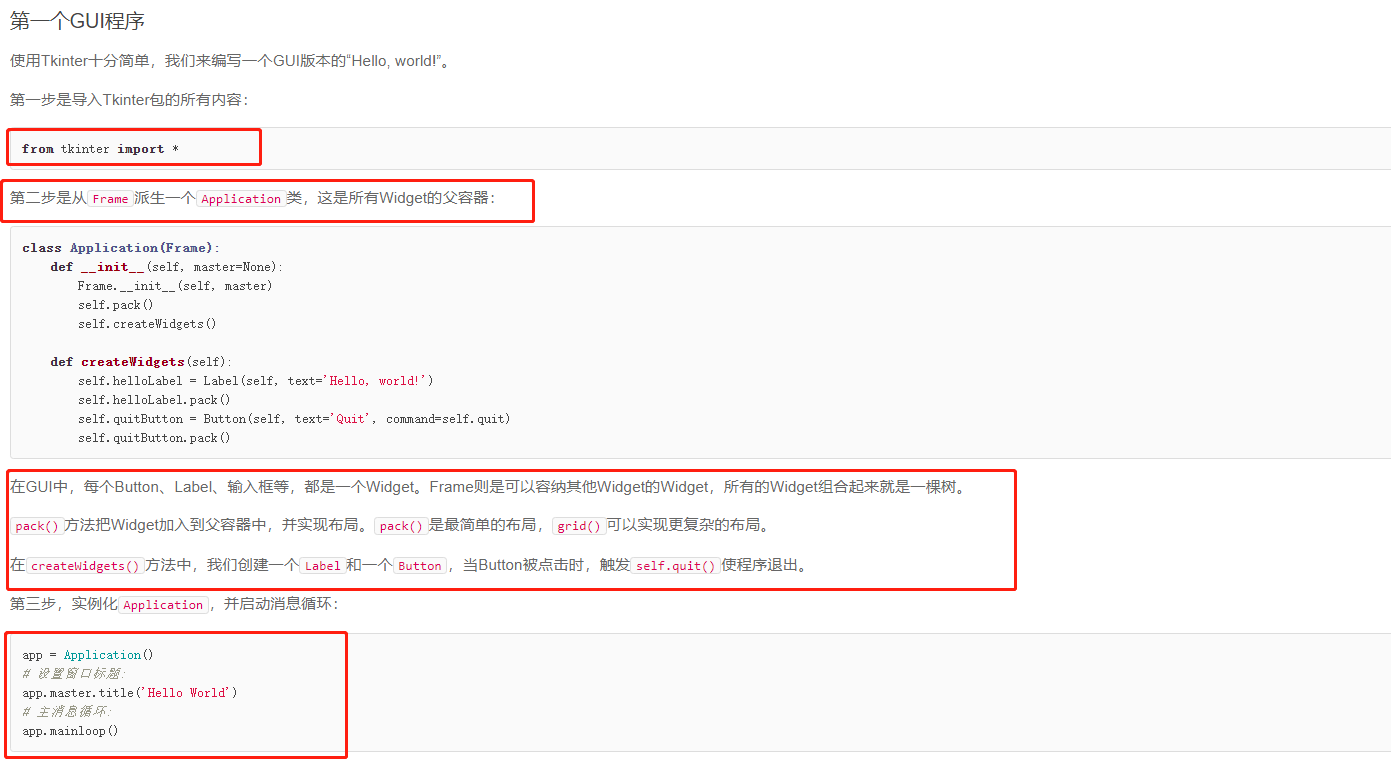 第一个GUI程序
使用Tkinter十分简单，我们来编写一个GUI版本的“Hello, world!”。
第一步是导入Tkinter包的所有内容：
from tkinter import *
第二步是从Frame派生一个Application类，这是所有Widget的父容器：
class Application(Frame):
    def __init__(self, master=None):
        Frame.__init__(self, master)
        self.pack()
        self.createWidgets()
    def createWidgets(self):
        self.helloLabel = Label(self, text='Hello, world!')
        self.helloLabel.pack()
        self.quitButton = Button(self, text='Quit', command=self.quit)
        self.quitButton.pack()
在GUI中，每个Button、Label、输入框等，都是一个Widget。Frame则是可以容纳其他Widget的Widget，所有的Widget组合起来就是一棵树。
pack()方法把Widget加入到父容器中，并实现布局。pack()是最简单的布局，grid()可以实现更复杂的布局。
在createWidgets()方法中，我们创建一个Label和一个Button，当Button被点击时，触发self.quit()使程序退出。
第三步，实例化Application，并启动消息循环：
app = Application()
# 设置窗口标题:
app.master.title('Hello World')
# 主消息循环:
app.mainloop()